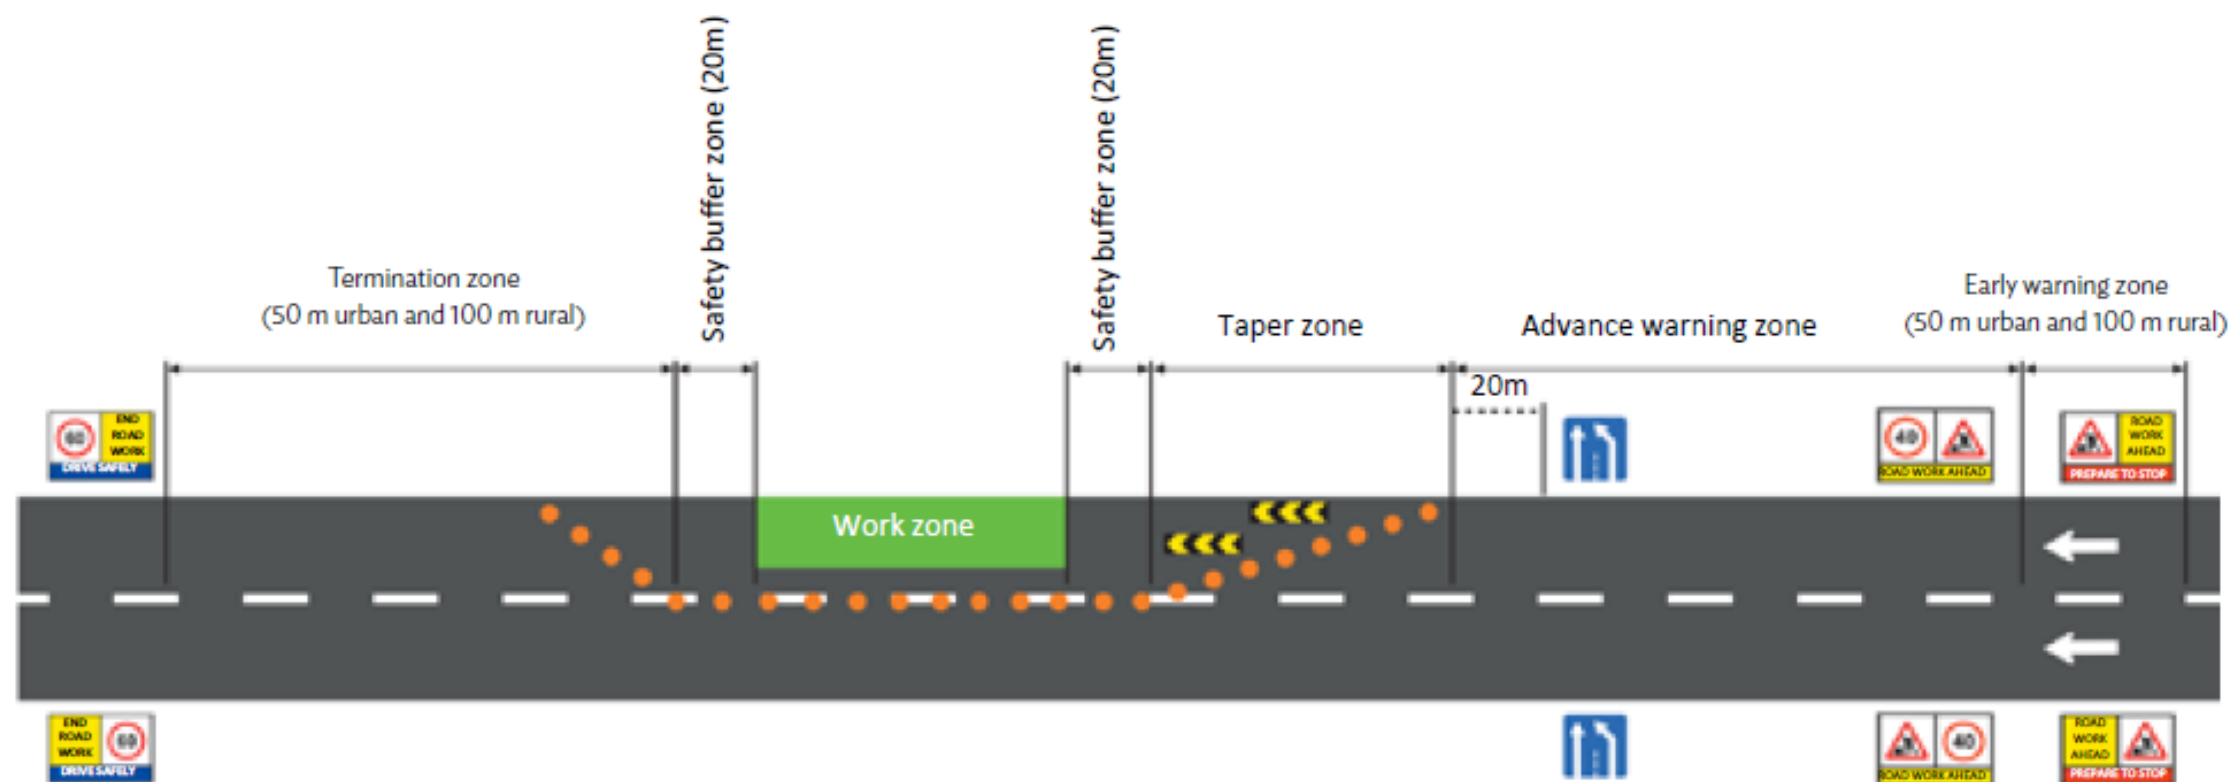 Safety buffer zone (20m)
Safety buffer zone (20m)
Termination zone
(50 m urban and 100 m rural)
Taper zone
Advance warning zone
Early warning zone
(50 m urban and 100 m rural)
20m
60
END
ROAD
WORK
DRIVE SAFELY
40
ROAD WORK AHEAD
ROAD
WORK
AHEAD
PREPARE TO STOP
Work zone
END
ROAD
WORK
60
DRIVE SAFELY
40
ROAD WORK AHEAD
ROAD
WORK
AHEAD
PREPARE TO STOP